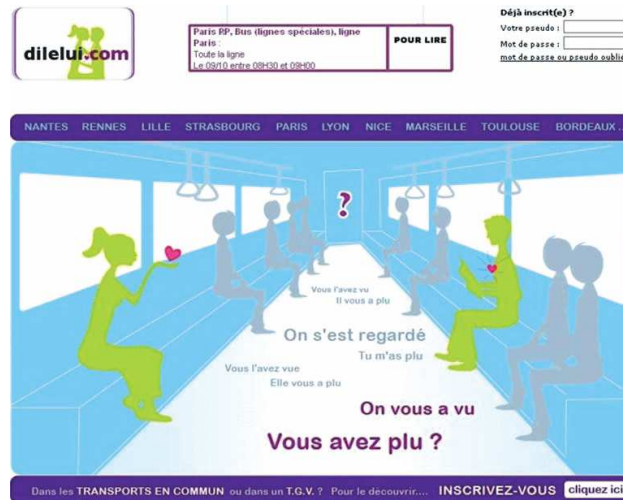 dilelui.com
Paris RP, Bus (lignes spéciales), ligne
Paris :
Toute la ligne
Le 09/10 entre 08H30 et 09H00
POUR LIRE
Déjà inscrit(e) ?
Votre pseudo :
Mot de passe :
mot de passe ou pseudo oublié
NANTES RENNES LILLE STRASBOURG PARIS LYON NICE MARSEILLE TOULOUSE BORDEAUX ..
?
Vous l'avez vu
Il vous a plu
On s'est regardé
Tu m'as plu
Vous l'avez vue
Elle vous a plu
On vous a vu
Vous avez plu ?
Dans les TRANSPORTS EN COMMUN ou dans un T.G.V. ? Pour le découvrir.... INSCRIVEZ-VOUS cliquez ici